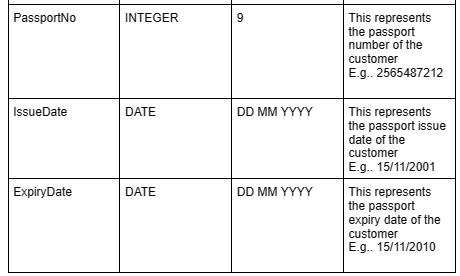 PassportNo INTEGER 9 This represents
the passport
number of the
customer
E.g.. 2565487212
IssueDate DATE DD MM YYYY This represents
the passport issue
date of the
customer
E.g.. 15/11/2001
ExpiryDate DATE DD MM YYYY This represents
the passport
expiry date of the
customer
E.g.. 15/11/2010